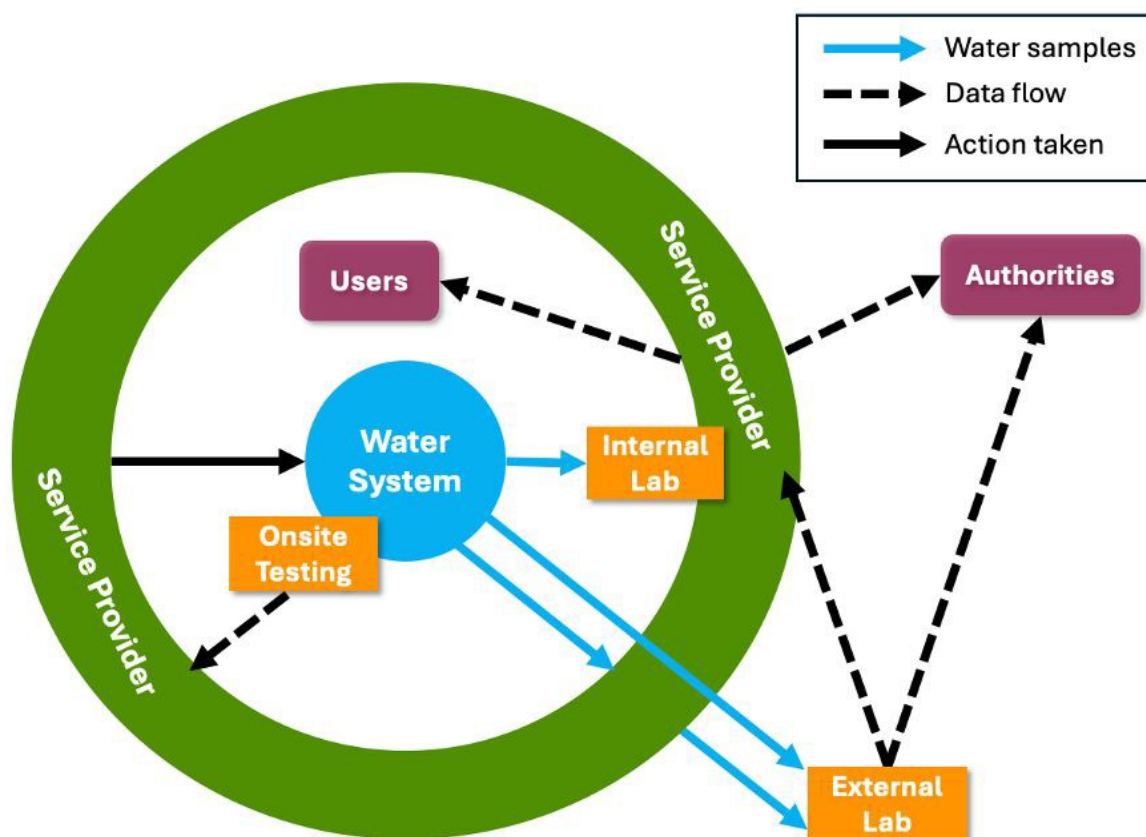 Water samples
Data flow
Action taken
Service Provider
Users
Authorities
Water
System
Internal
Lab
Onsite
Testing
Service Provider
External
Lab